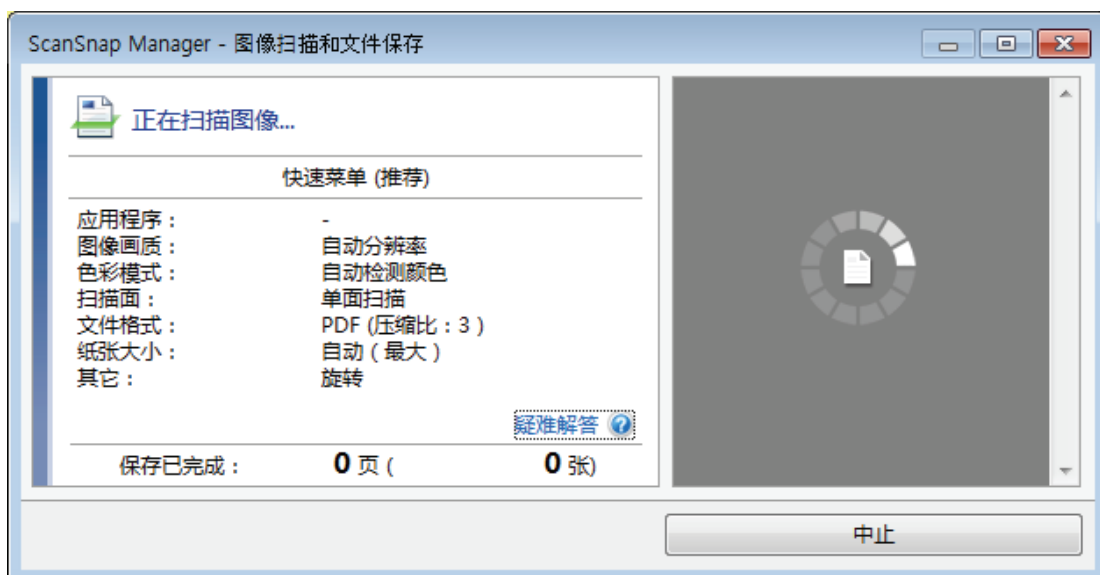 ScanSnap Manager - 图像扫描和文件保存
正在扫描图像...
快速菜单 (推荐)
应用程序： -
图像画质： 自动分辨率
色彩模式： 自动检测颜色
扫描面： 单面扫描
文件格式： PDF (压缩比：3）
纸张大小： 自动（最大）
其它： 旋转
疑难解答 ?
保存已完成： 0 页 ( 0 张)
中止